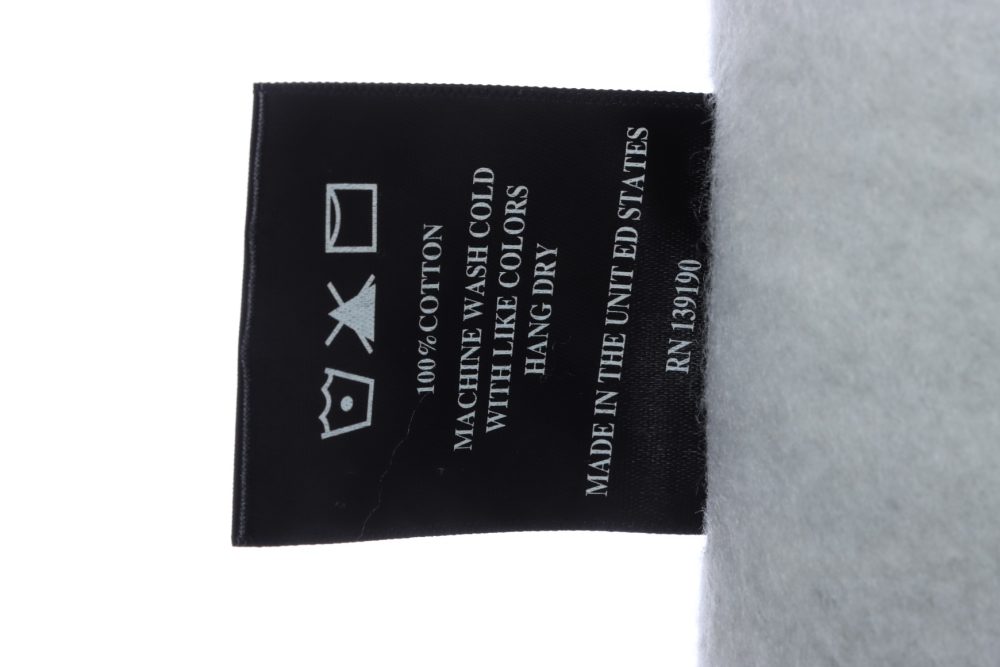 100% COTTON
MACHINE WASH COLD
WITH LIKE COLORS
HANG DRY
MADE IN THE UNIT ED STATES
RN 139190